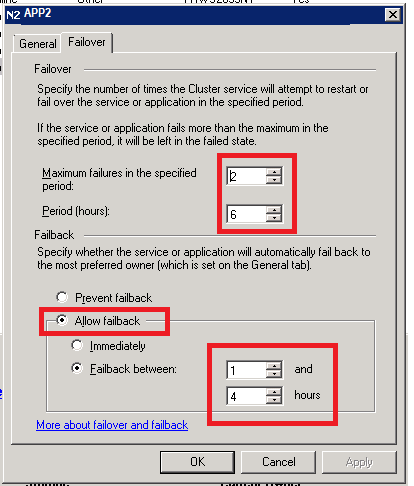 N2 APP2
General Failover
Failover
Specify the number of times the Cluster service will attempt to restart or
fail over the service or application in the specified period.
If the service or application fails more than the maximum in the
specified period, it will be left in the failed state.
Maximum failures in the specified
period:
2
Period (hours):
6
Failback
Specify whether the service or application will automatically fail back to
the most preferred owner (which is set on the General tab).
Prevent failback
Allow failback
Immediately
Failback between:
1 and
4 hours
More about failover and failback
OK Cancel Apply